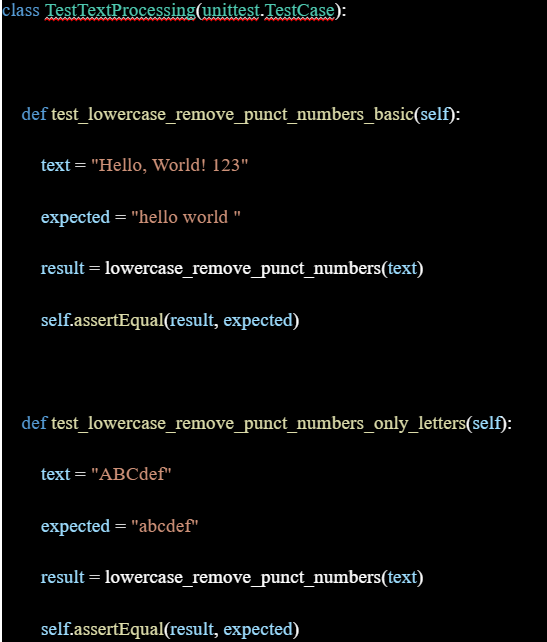 class TestTextProcessing(unittest.TestCase):
def test_lowercase_remove_punct_numbers_basic(self):
text = "Hello, World! 123"
expected = "hello world "
result = lowercase_remove_punct_numbers(text)
self.assertEqual(result, expected)
def test_lowercase_remove_punct_numbers_only_letters(self):
text = "ABCdef"
expected = "abcdef"
result = lowercase_remove_punct_numbers(text)
self.assertEqual(result, expected)